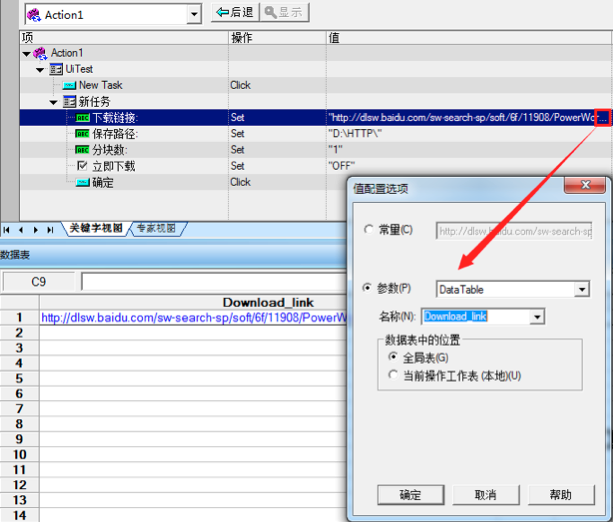 Action1
后退
显示
项 操作 值
Action1
UiTest
New Task Click
新任务
下载链接: Set "http://dlsw.baidu.com/sw-search-sp/soft/6f/11908/PowerWor...
保存路径: Set "D:\HTTP\"
分块数: Set "1"
立即下载 Set "OFF"
确定 Click
关键字视图 专家视图
数据表
C9
Download_link
1 http://dlsw.baidu.com/sw-search-sp/soft/6f/11908/PowerW
2
3
4
5
6
7
8
9
10
11
12
13
14
值配置选项
常量(C) http://dlsw.baidu.com/sw-search-sp
参数(P) DataTable
名称(N): Download_link
数据表中的位置
全局表(G)
当前操作工作表 (本地)(U)
确定 取消 帮助